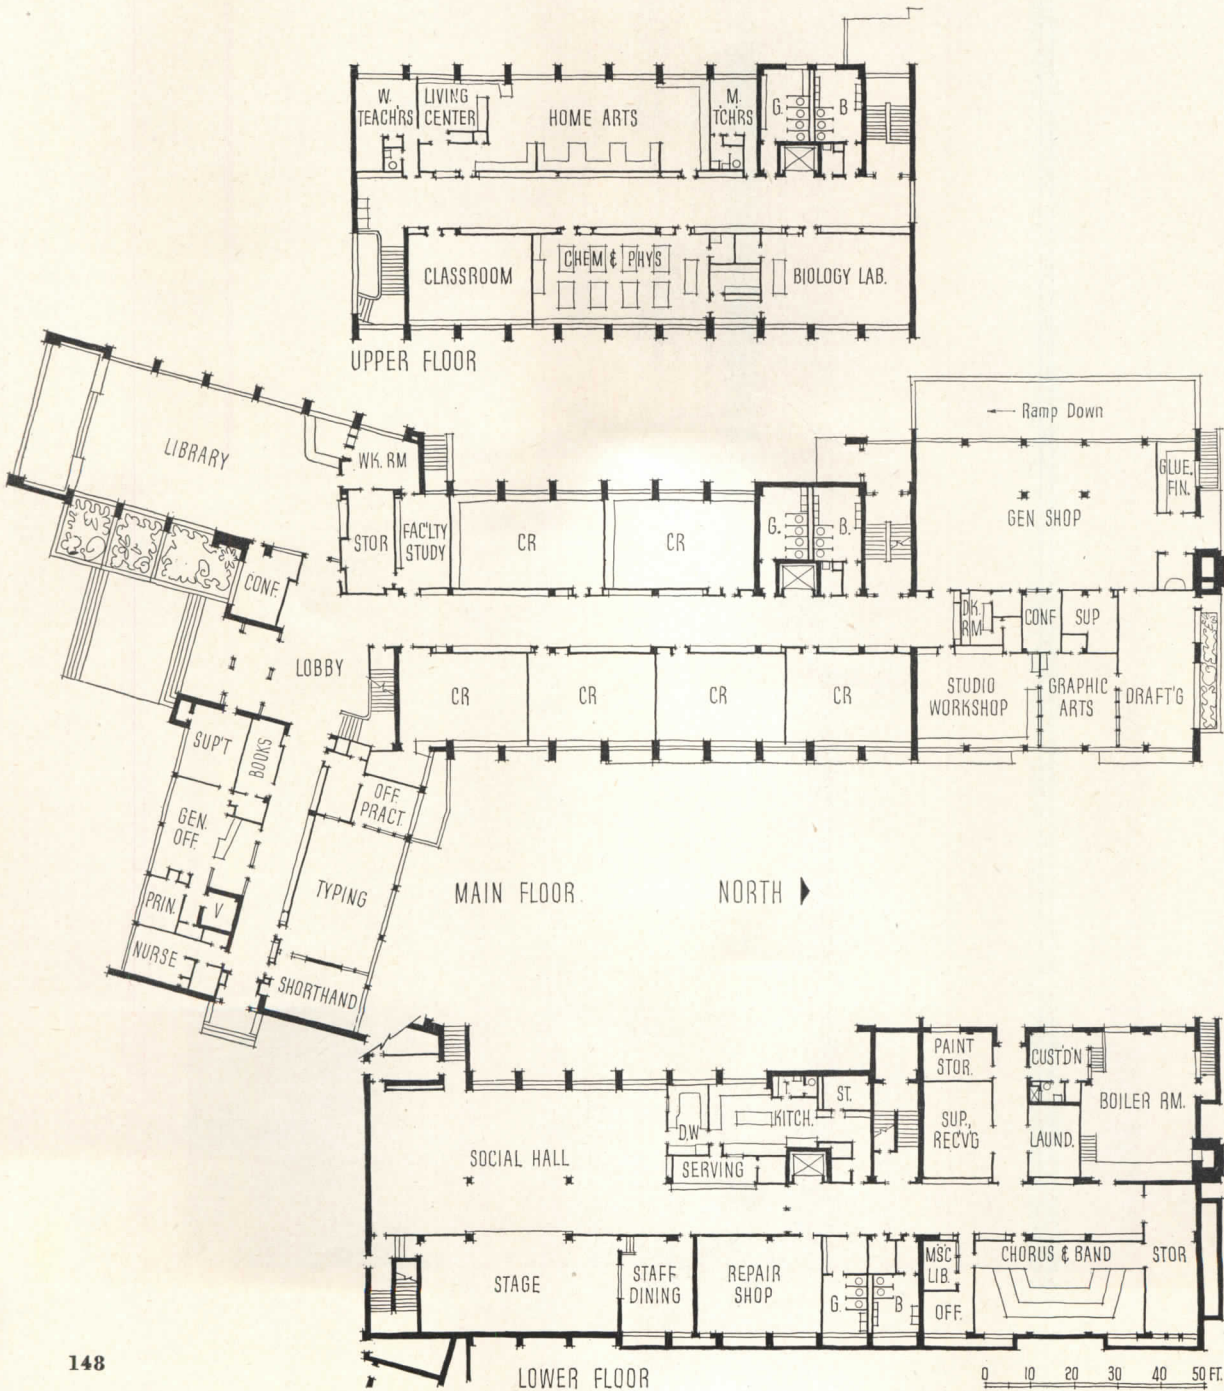 W.
TEACH'RS
LIVING
CENTER
HOME ARTS
M.
TCH'RS
G.
B
CLASSROOM
CHEM & PHYS
BIOLOGY LAB.
UPPER FLOOR
← Ramp Down
LIBRARY
WK. RM
GLUE,
FIN.
GEN SHOP
STOR
FAC'LTY
STUDY
CR
CR
G.
B.
CONF.
DK.
RM
CONF
SUP
LOBBY
CR
CR
CR
CR
STUDIO
WORKSHOP
GRAPHIC
ARTS
DRAFT'G
SUP'T
BOOKS
OFF.
PRACT.
GEN.
OFF.
TYPING
MAIN FLOOR
NORTH
PRIN.
V
NURSE
SHORTHAND
PAINT
STOR.
CUST'D'N
T.
ST.
BOILER RM.
D.W
KITCH.
SUP.,
REC'V'G
LAUND.
SOCIAL HALL
SERVING
MSC
LIB.
CHORUS & BAND
STOR
STAGE
STAFF
DINING
REPAIR
SHOP
G.
B
OFF.
148
LOWER FLOOR
0 10 20 30 40 50 FT.